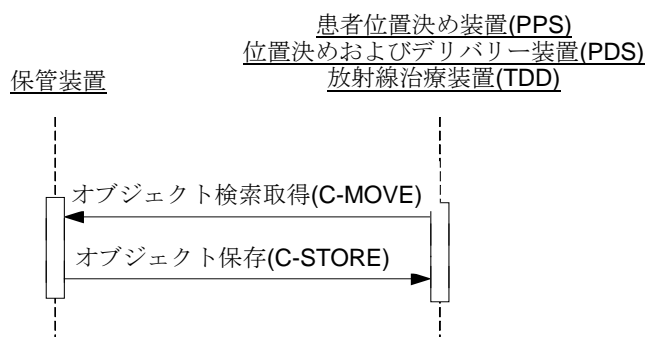 患者位置決め装置(PPS)
位置決めおよびデリバリー装置(PDS)
放射線治療装置(TDD)
保管装置
オブジェクト検索取得(C-MOVE)
オブジェクト保存(C-STORE)